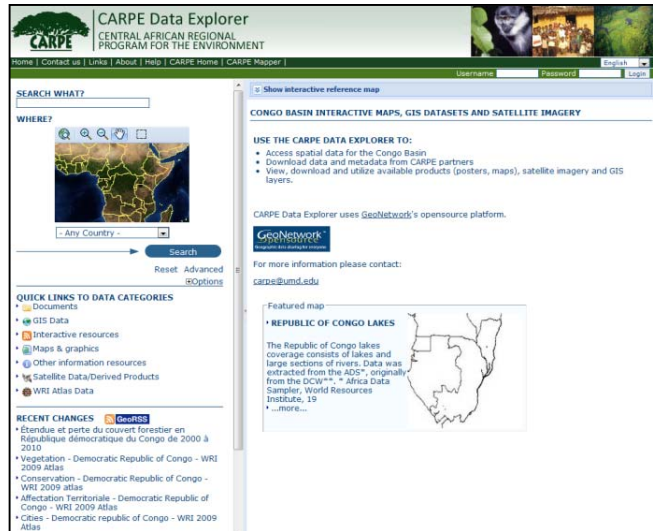 CARPE
CARPE Data Explorer
CENTRAL AFRICAN REGIONAL
PROGRAM FOR THE ENVIRONMENT
Home | Contact us | Links | About | Help | CARPE Home | CARPE Mapper |
English
Username Password Login
SEARCH WHAT?
WHERE?
- Any Country -
Search
Reset Advanced
Options
QUICK LINKS TO DATA CATEGORIES
Documents
GIS Data
Interactive resources
Maps & graphics
Other information resources
Satellite Data/Derived Products
WRI Atlas Data
RECENT CHANGES GeoRSS
Étendue et perte du couvert forestier en
République démocratique du Congo de 2000 à
2010
Vegetation - Democratic Republic of Congo - WRI
2009 Atlas
Conservation - Democratic Republic of Congo -
WRI 2009 Atlas
Affectation Territoriale - Democratic Republic of
Congo - WRI 2009 Atlas
Cities - Democratic republic of Congo - WRI 2009
Atlas
Show interactive reference map
CONGO BASIN INTERACTIVE MAPS, GIS DATASETS AND SATELLITE IMAGERY
USE THE CARPE DATA EXPLORER TO:
• Access spatial data for the Congo Basin
• Download data and metadata from CARPE partners
• View, download and utilize available products (posters, maps), satellite imagery and GIS
layers.
CARPE Data Explorer uses GeoNetwork's opensource platform.
GeoNetwork
opensource
For more information please contact:
carpe@umd.edu
Featured map
REPUBLIC OF CONGO LAKES
The Republic of Congo lakes
coverage consists of lakes and
large sections of rivers. Data was
extracted from the ADS*, originally
from the DCW**. * Africa Data
Sampler, World Resources
Institute, 19
...more...